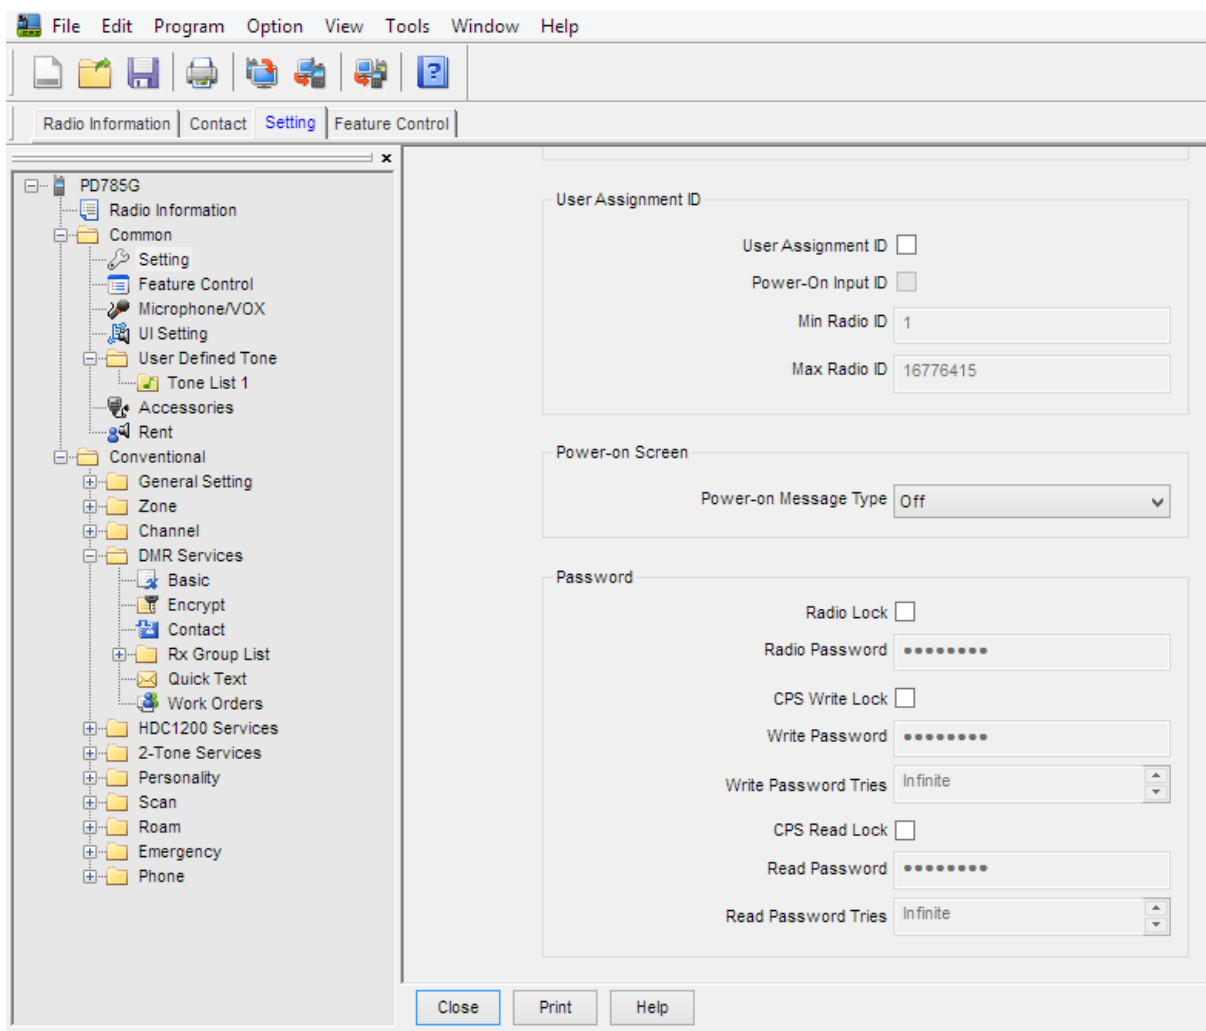 File Edit Program Option View Tools Window Help
Radio Information Contact Setting Feature Control
PD785G
Radio Information
Common
Setting
Feature Control
Microphone/VOX
UI Setting
User Defined Tone
Tone List 1
Accessories
Rent
Conventional
General Setting
Zone
Channel
DMR Services
Basic
Encrypt
Contact
Rx Group List
Quick Text
Work Orders
HDC1200 Services
2-Tone Services
Personality
Scan
Roam
Emergency
Phone
User Assignment ID
User Assignment ID
Power-On Input ID
Min Radio ID 1
Max Radio ID 16776415
Power-on Screen
Power-on Message Type Off
Password
Radio Lock
Radio Password ●●●●●●●●
CPS Write Lock
Write Password ●●●●●●●●
Write Password Tries Infinite
CPS Read Lock
Read Password ●●●●●●●●
Read Password Tries Infinite
Close Print Help